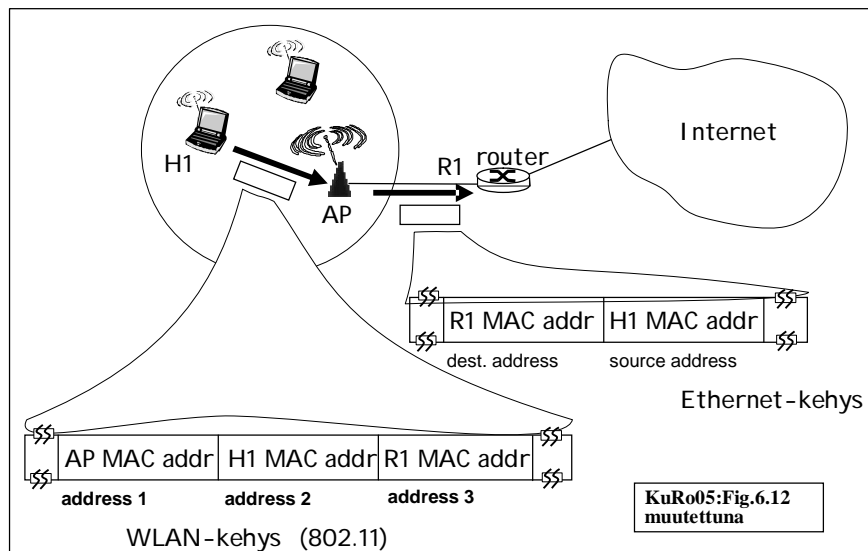 Internet
R1 router
H1
AP
R1 MAC addr H1 MAC addr
dest. address source address
Ethernet-kehys
AP MAC addr H1 MAC addr R1 MAC addr
address 1 address 2 address 3
WLAN-kehys (802.11)
KuRo05:Fig.6.12
muutettuna